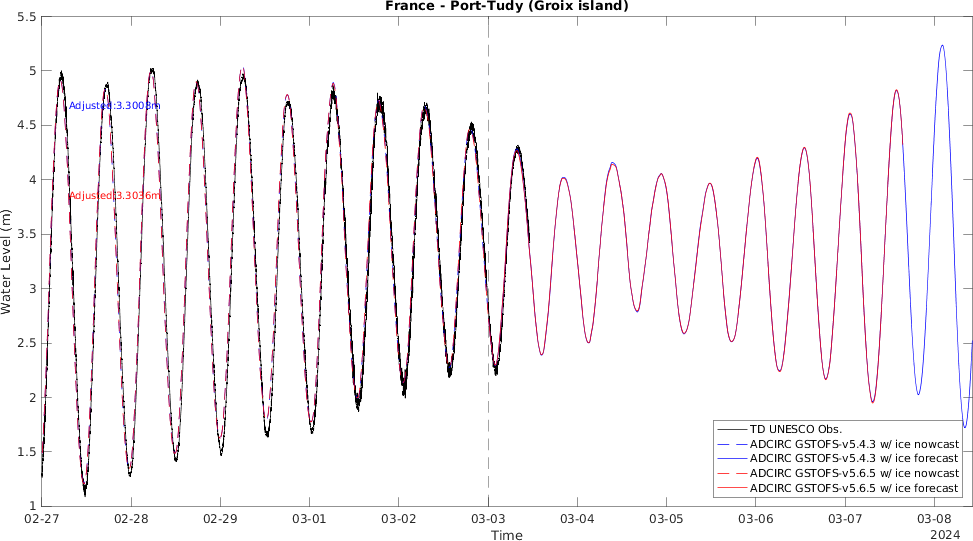 France - Port-Tudy (Groix island)
5.5
5
4.5
4
3.5
3
2.5
2
1.5
1
Water Level (m)
Adjusted:3.3008m
Adjusted:3.3036m
TD UNESCO Obs.
ADCIRC GSTOFS-v5.4.3 w/ ice nowcast
ADCIRC GSTOFS-v5.4.3 w/ ice forecast
ADCIRC GSTOFS-v5.6.5 w/ ice nowcast
ADCIRC GSTOFS-v5.6.5 w/ ice forecast
02-27 02-28 02-29 03-01 03-02 03-03 03-04 03-05 03-06 03-07 03-08
Time
2024